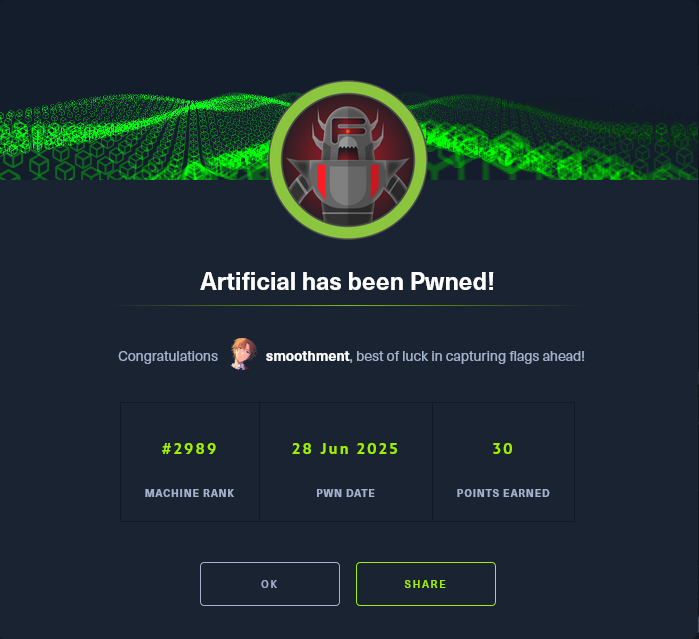 Artificial has been Pwned!
Congratulations smoothment, best of luck in capturing flags ahead!
#2989 28 Jun 2025 30
MACHINE RANK PWN DATE POINTS EARNED
OK SHARE